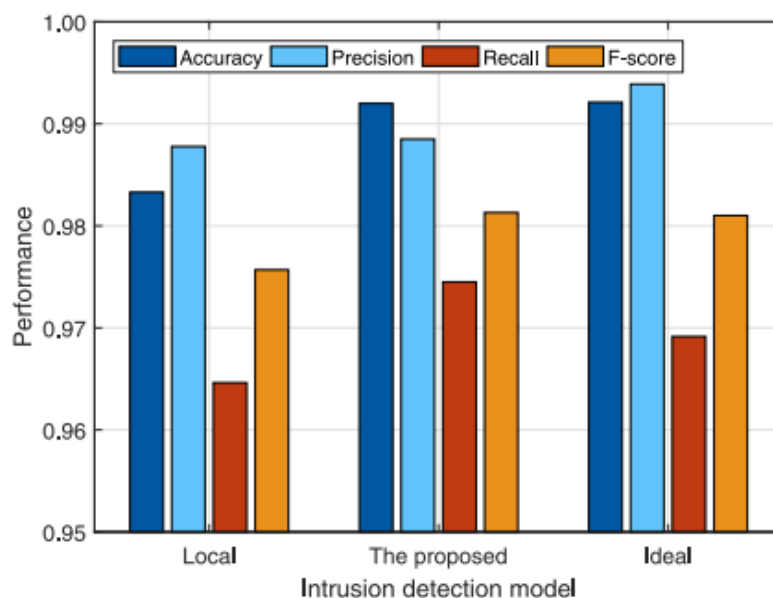 1.00
Accuracy Precision Recall F-score
0.99
0.98
0.97
0.96
0.95
Performance
Local The proposed Ideal
Intrusion detection model